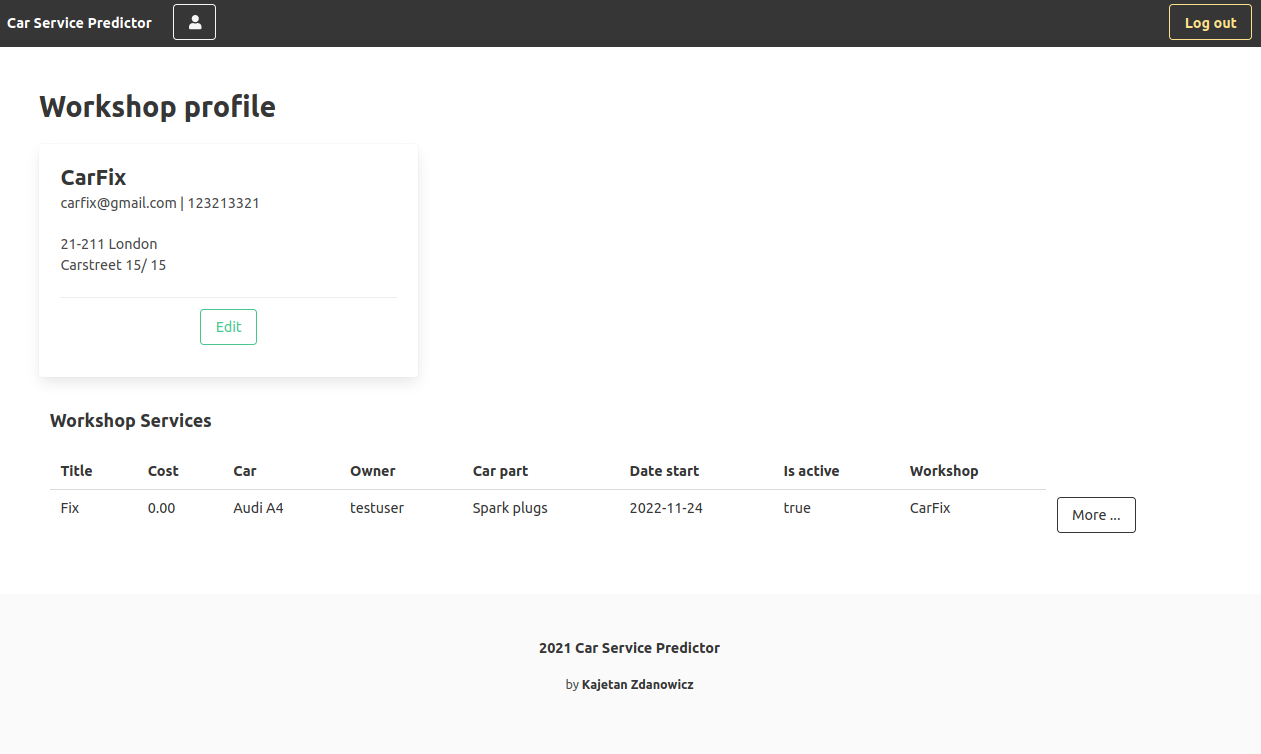 Car Service Predictor Log out
Workshop profile
CarFix
carfix@gmail.com | 123213321
21-211 London
Carstreet 15/ 15
Edit
Workshop Services
Title Cost Car Owner Car part Date start Is active Workshop
Fix 0.00 Audi A4 testuser Spark plugs 2022-11-24 true CarFix More ...
2021 Car Service Predictor
by Kajetan Zdanowicz